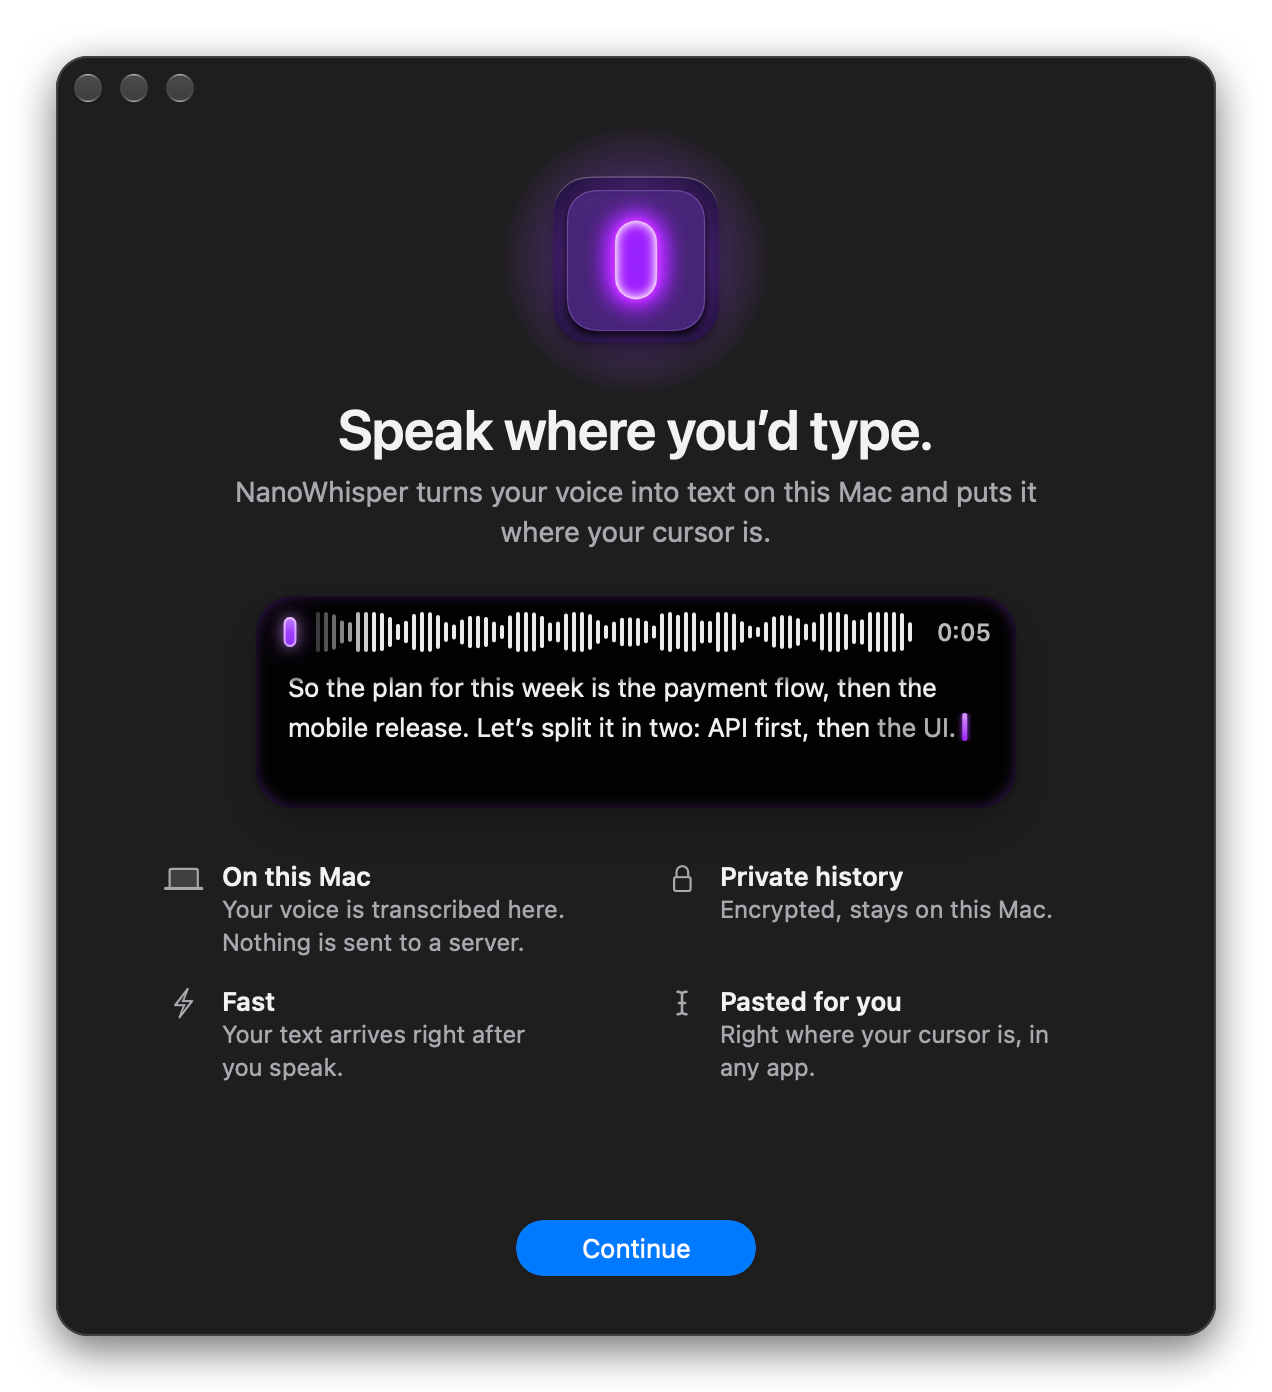 Speak where you’d type.
NanoWhisper turns your voice into text on this Mac and puts it
where your cursor is.
0:05
So the plan for this week is the payment flow, then the
mobile release. Let’s split it in two: API first, then the UI.
On this Mac
Your voice is transcribed here.
Nothing is sent to a server.
Private history
Encrypted, stays on this Mac.
Fast
Your text arrives right after
you speak.
Pasted for you
Right where your cursor is, in
any app.
Continue